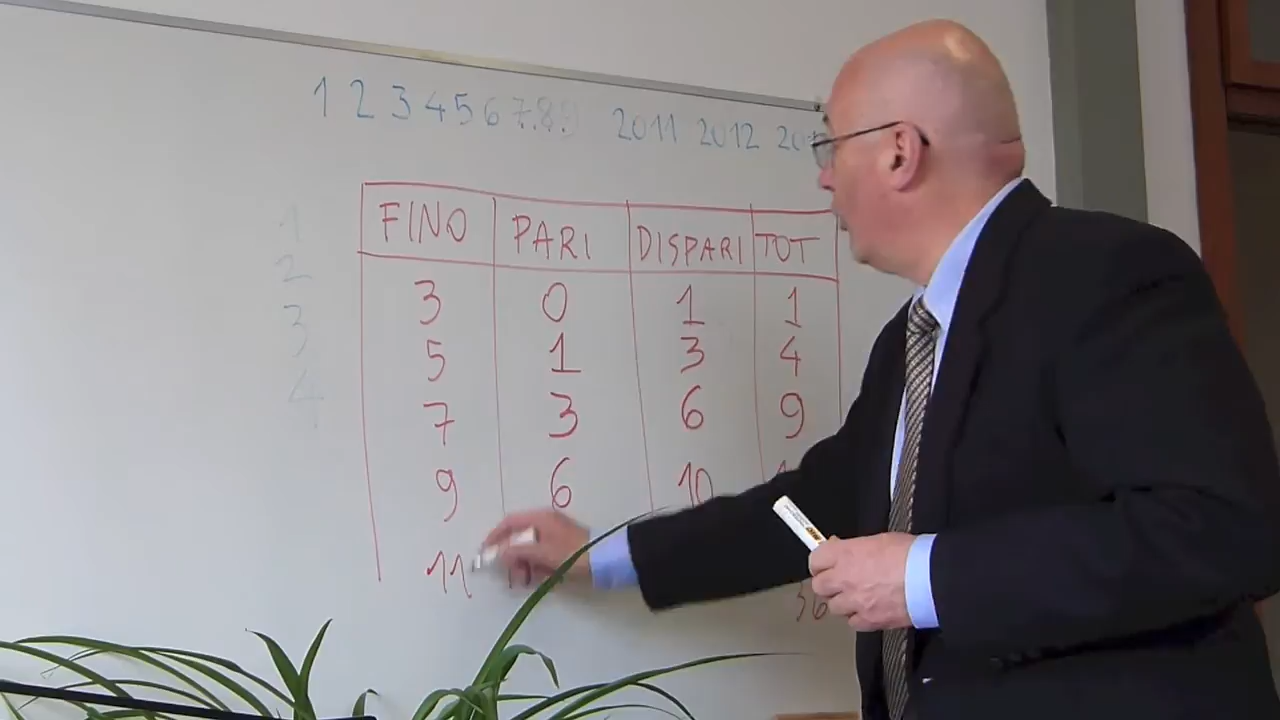 1 2 3 4 5 6 7 8 9 2011 2012
FINO PARI DISPARI TOT
1
2
3
4
3 0 1 1
5 1 3 4
7 3 6 9
9 6 10
11
36